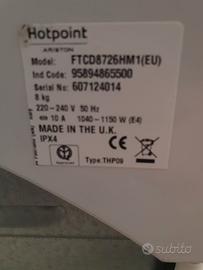 Hotpoint
ARISTON
Model: FTCD8726HM1(EU)
Ind Code: 95894865500
Serial No: 607124014
8 kg
220 - 240 V 50 Hz
10 A 1040 - 1150 W (E4)
MADE IN THE U.K.
IPX4
Type: THP09
subito